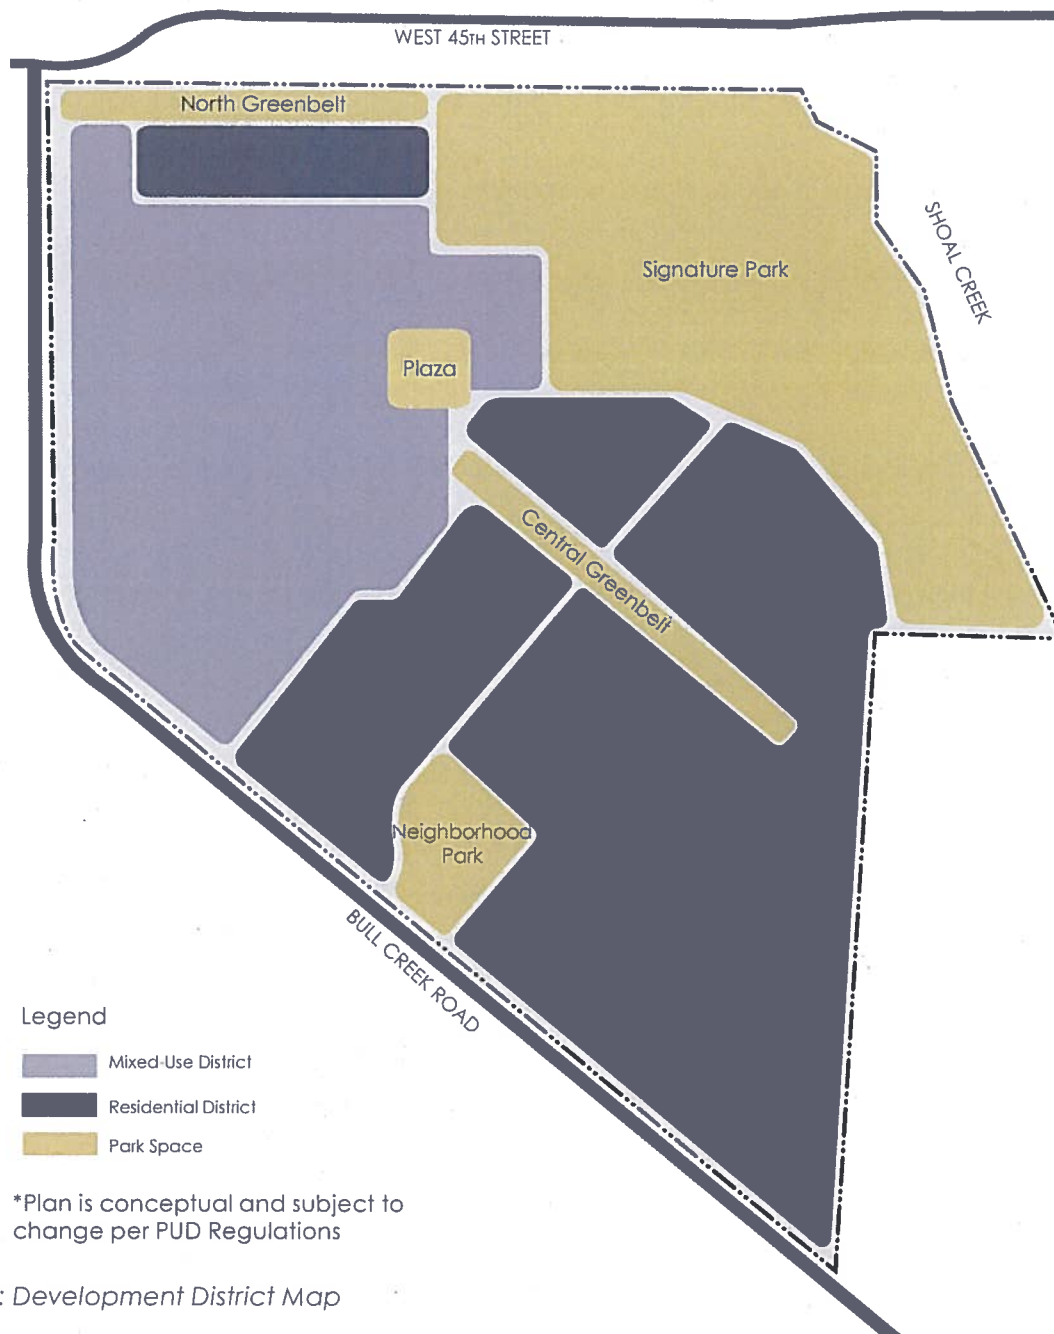 WEST 45TH STREET
North Greenbelt
SHOAL CREEK
Signature Park
Plaza
Central Greenbelt
Neighborhood
Park
BULL CREEK ROAD
Legend
Mixed-Use District
Residential District
Park Space
*Plan is conceptual and subject to
change per PUD Regulations
: Development District Map